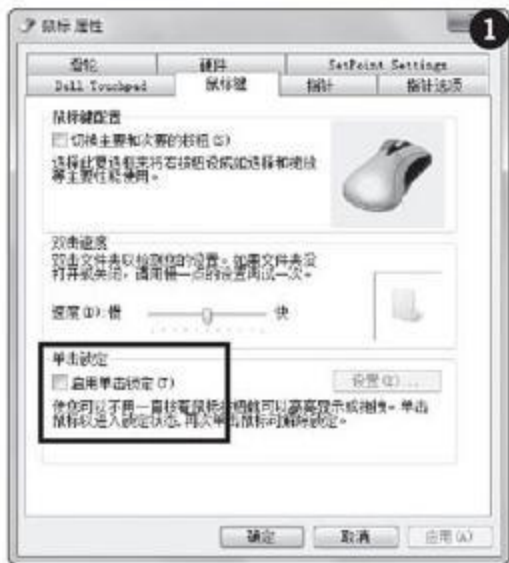 鼠标 属性
1
滑轮
硬件
SetPoint Settings
Dell Touchpad
鼠标键
指针
指针选项
鼠标键配置
切换主要和次要的按钮(S)
选择此复选框来将右按钮设成如选择和拖放
等主要性能使用。
双击速度
双击文件夹以检测您的设置。如果文件夹没
打开或关闭，请用慢一点的设置再试一次。
速度(D):慢
快
单击锁定
启用单击锁定(T)
设置(E)...
使您可以不用一直按着鼠标按钮就可以高亮显示或拖拽。单击
鼠标以进入锁定状态。再次单击鼠标可解除锁定。
确定
取消
应用(A)